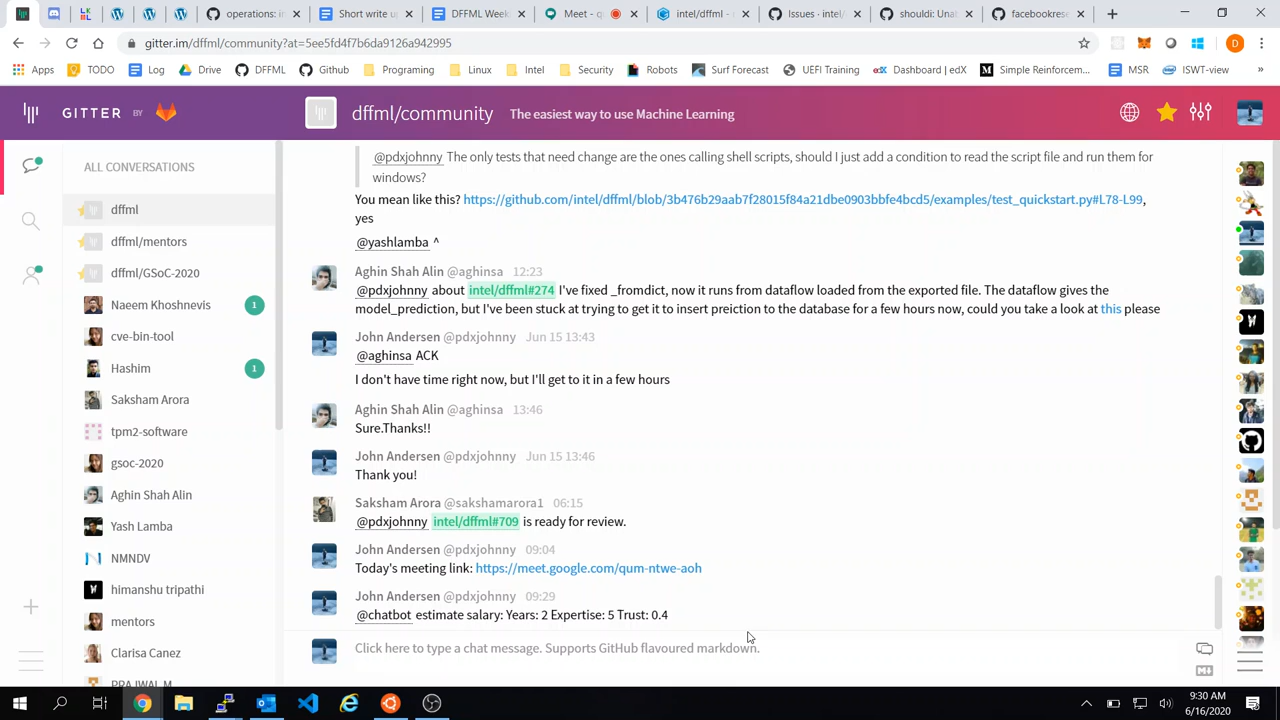 operations: in
Short write up
DFFML Week
Meet - qu
intel/dffml -
Issues - intel/
shouldi: Unal
facebookrese
gitter.im/dffml/community?at=5ee5fd4f7b6da9126a942995
Apps TODO Log Drive DFFML Github Programming Linux Intel Security Robots Surf Forecast UEFI Training Dashboard | edX Simple Reinforcem... MSR ISWT-view »
GITTER BY
dffml/community The easiest way to use Machine Learning
ALL CONVERSATIONS
dffml
dffml/mentors
dffml/GSoC-2020
Naeem Khoshnevis 1
cve-bin-tool
Hashim 1
Saksham Arora
tpm2-software
gsoc-2020
Aghin Shah Alin
Yash Lamba
NMNDV
himanshu tripathi
mentors
Clarisa Canez
PRAJWAL M
@pdxjohnny The only tests that need change are the ones calling shell scripts, should I just add a condition to read the script file and run them for
windows?
You mean like this? https://github.com/intel/dffml/blob/3b476b29aab7f28015f84a21dbe0903bbfe4bcd5/examples/test_quickstart.py#L78-L99,
yes
@yashlamba ^
Aghin Shah Alin @aghinsa 12:23
@pdxjohnny about intel/dffml#274 I've fixed _fromdict, now it runs from dataflow loaded from the exported file. The dataflow gives the
model_prediction, but I've been stuck at trying to get it to insert preiction to the database for a few hours now, could you take a look at this please
John Andersen @pdxjohnny Jun 15 13:43
@aghinsa ACK
I don't have time right now, but I'll get to it in a few hours
Aghin Shah Alin @aghinsa 13:46
Sure.Thanks!!
John Andersen @pdxjohnny Jun 15 13:46
Thank you!
Saksham Arora @sakshamarora1 06:15
@pdxjohnny intel/dffml#709 is ready for review.
John Andersen @pdxjohnny 09:04
Today's meeting link: https://meet.google.com/qum-ntwe-aoh
John Andersen @pdxjohnny 09:29
@chatbot estimate salary: Years: 2 Expertise: 5 Trust: 0.4
Click here to type a chat message. Supports GitHub flavoured markdown.
9:30 AM
6/16/2020